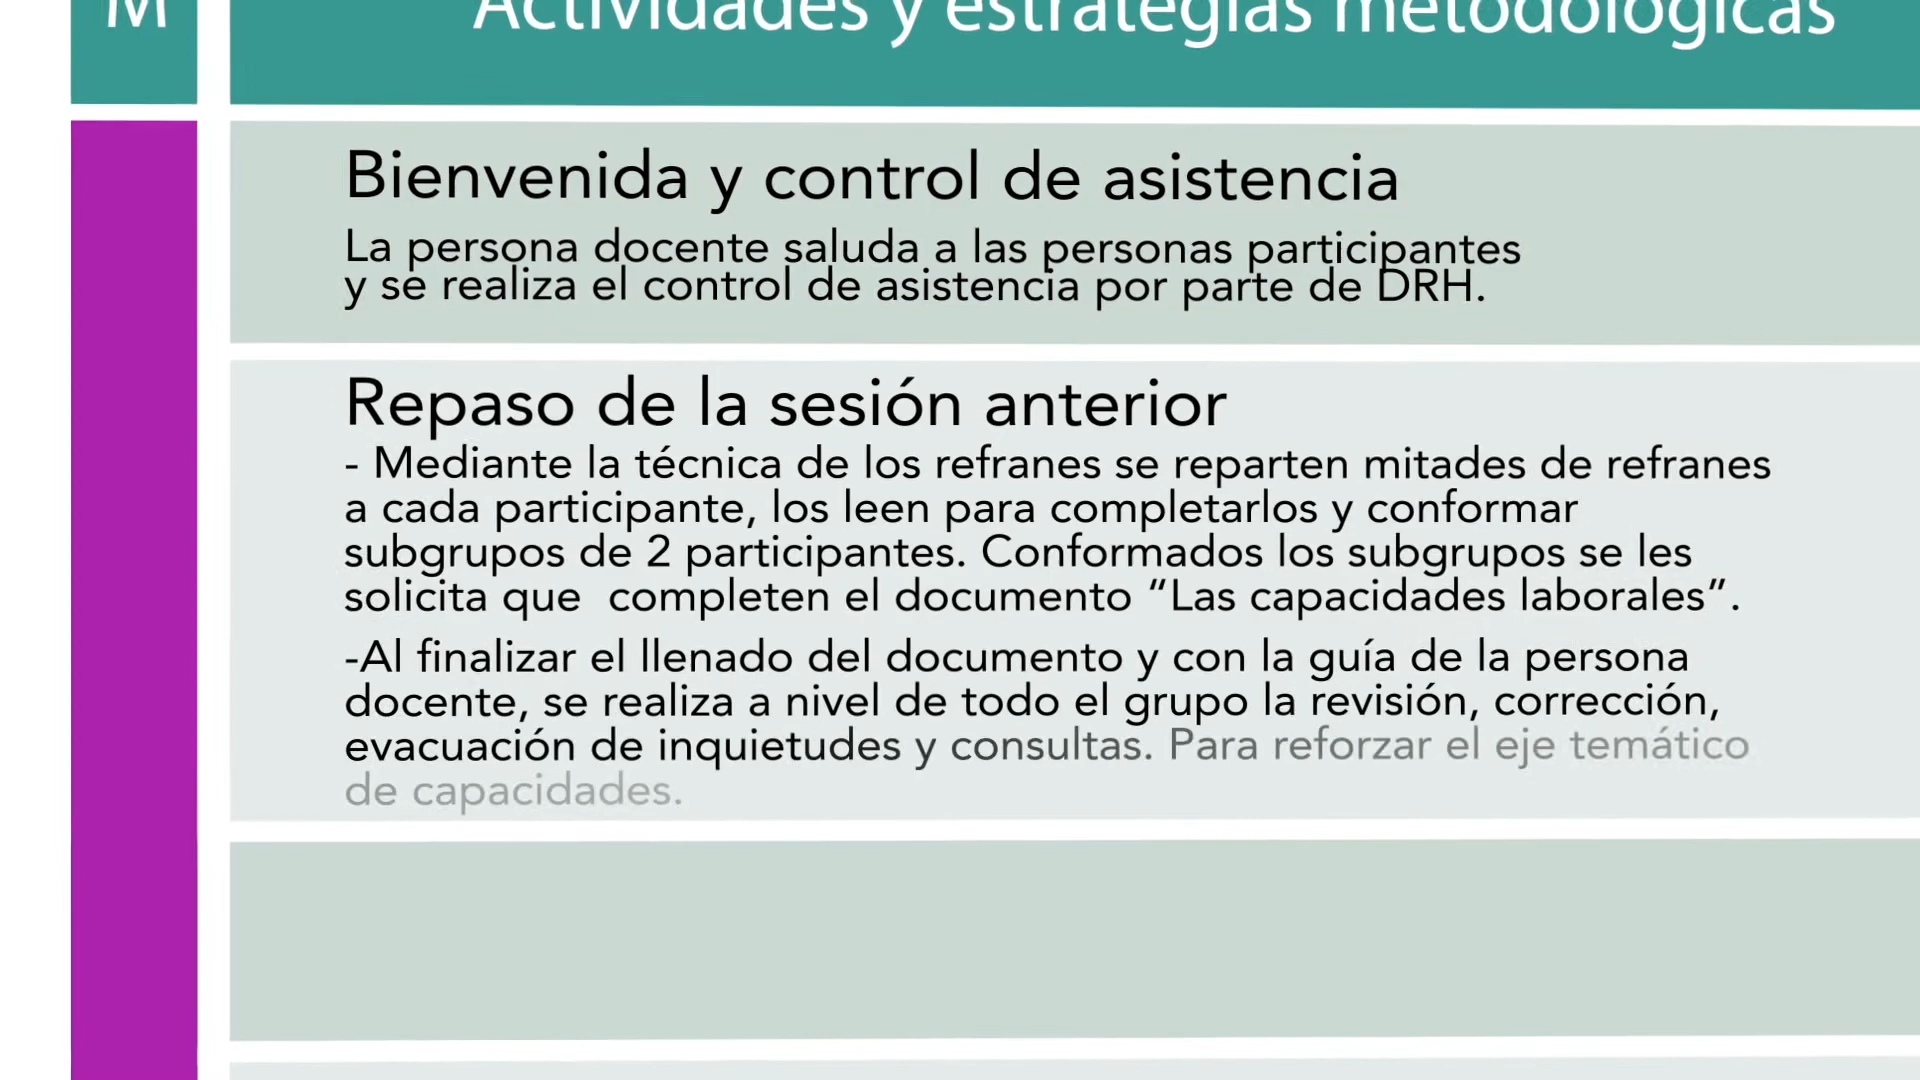 M
Actividades y estrategias metodológicas
Bienvenida y control de asistencia
La persona docente saluda a las personas participantes
y se realiza el control de asistencia por parte de DRH.
Repaso de la sesión anterior
- Mediante la técnica de los refranes se reparten mitades de refranes
a cada participante, los leen para completarlos y conformar
subgrupos de 2 participantes. Conformados los subgrupos se les
solicita que  completen el documento “Las capacidades laborales”.
-Al finalizar el llenado del documento y con la guía de la persona
docente, se realiza a nivel de todo el grupo la revisión, corrección,
evacuación de inquietudes y consultas. Para reforzar el eje temático
de capacidades.